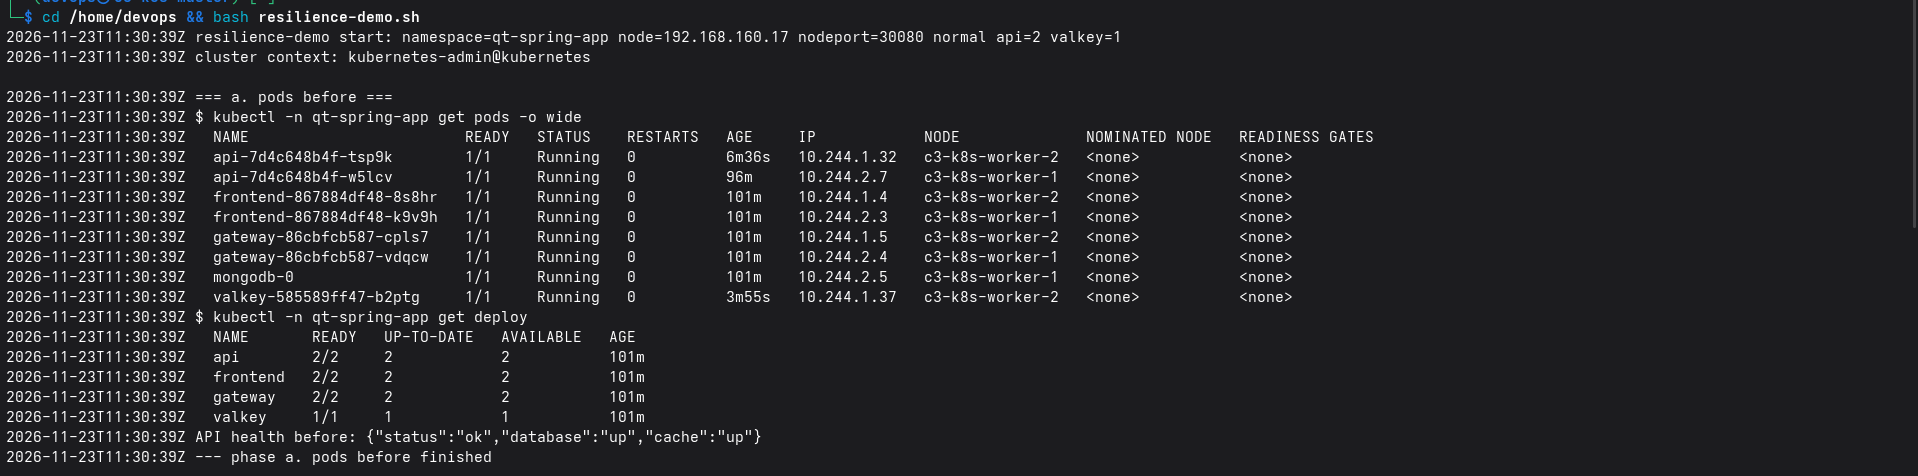 $ cd /home/devops && bash resilience-demo.sh
2026-11-23T11:30:39Z resilience-demo start: namespace=qt-spring-app node=192.168.160.17 nodeport=30080 normal api=2 valkey=1
2026-11-23T11:30:39Z cluster context: kubernetes-admin@kubernetes
2026-11-23T11:30:39Z === a. pods before ===
2026-11-23T11:30:39Z $ kubectl -n qt-spring-app get pods -o wide
2026-11-23T11:30:39Z   NAME                        READY   STATUS    RESTARTS   AGE     IP            NODE              NOMINATED NODE   READINESS GATES
2026-11-23T11:30:39Z   api-7d4c648b4f-tsp9k        1/1     Running   0          6m36s   10.244.1.32   c3-k8s-worker-2   <none>           <none>
2026-11-23T11:30:39Z   api-7d4c648b4f-w5lcv        1/1     Running   0          96m     10.244.2.7    c3-k8s-worker-1   <none>           <none>
2026-11-23T11:30:39Z   frontend-867884df48-8s8hr   1/1     Running   0          101m    10.244.1.4    c3-k8s-worker-2   <none>           <none>
2026-11-23T11:30:39Z   frontend-867884df48-k9v9h   1/1     Running   0          101m    10.244.2.3    c3-k8s-worker-1   <none>           <none>
2026-11-23T11:30:39Z   gateway-86cbfcb587-cpls7    1/1     Running   0          101m    10.244.1.5    c3-k8s-worker-2   <none>           <none>
2026-11-23T11:30:39Z   gateway-86cbfcb587-vdqcw    1/1     Running   0          101m    10.244.2.4    c3-k8s-worker-1   <none>           <none>
2026-11-23T11:30:39Z   mongodb-0                   1/1     Running   0          101m    10.244.2.5    c3-k8s-worker-1   <none>           <none>
2026-11-23T11:30:39Z   valkey-585589ff47-b2ptg     1/1     Running   0          3m55s   10.244.1.37   c3-k8s-worker-2   <none>           <none>
2026-11-23T11:30:39Z $ kubectl -n qt-spring-app get deploy
2026-11-23T11:30:39Z   NAME       READY   UP-TO-DATE   AVAILABLE   AGE
2026-11-23T11:30:39Z   api        2/2     2            2           101m
2026-11-23T11:30:39Z   frontend   2/2     2            2           101m
2026-11-23T11:30:39Z   gateway    2/2     2            2           101m
2026-11-23T11:30:39Z   valkey     1/1     1            1           101m
2026-11-23T11:30:39Z API health before: {"status":"ok","database":"up","cache":"up"}
2026-11-23T11:30:39Z --- phase a. pods before finished